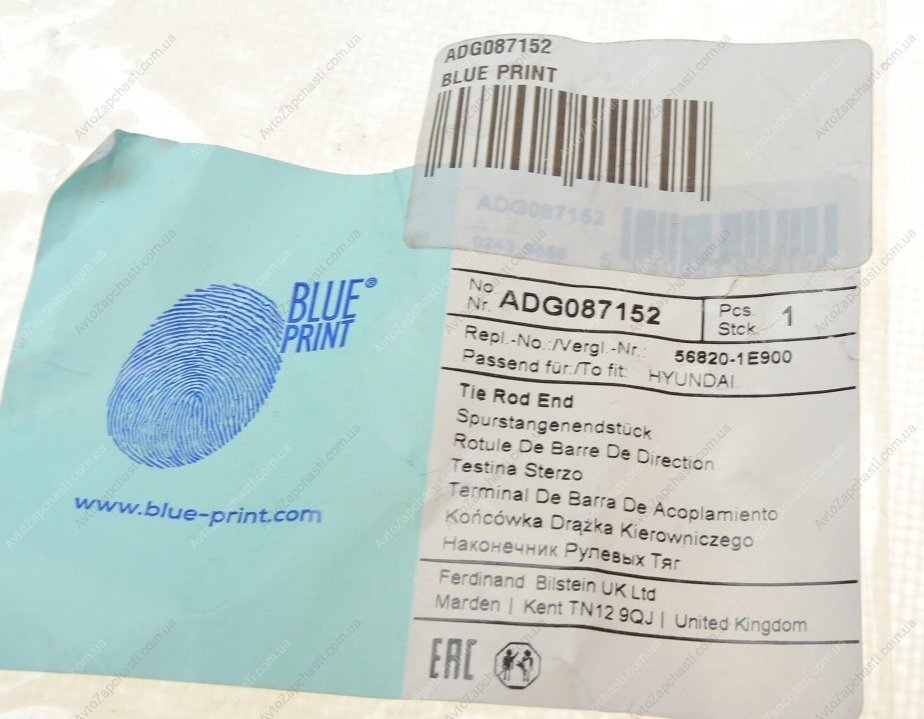 ADG087152
BLUE PRINT
ADG087152
BLUE®
PRINT
www.blue-print.com
No.
Nr. ADG087152
Pcs.
Stck. 1
Repl.-No.:/Vergl.-Nr.: 56820-1E900
Passend für:/To fit: HYUNDAI
Tie Rod End
Spurstangenendstück
Rotule De Barre De Direction
Testina Sterzo
Terminal De Barra De Acoplamiento
Końcówka Drążka Kierowniczego
Наконечник Рулевых Тяг
Ferdinand Bilstein UK Ltd
Marden | Kent TN12 9QJ | United Kingdom
EAC
AvtoZapchasti.com.ua